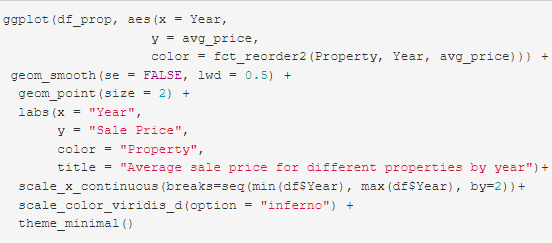 ggplot(df_prop, aes(x = Year,
                    y = avg_price,
                    color = fct_reorder2(Property, Year, avg_price))) +
 geom_smooth(se = FALSE, lwd = 0.5) +
  geom_point(size = 2) +
  labs(x = "Year",
       y = "Sale Price",
       color = "Property",
       title = "Average sale price for different properties by year")+
  scale_x_continuous(breaks=seq(min(df$Year), max(df$Year), by=2))+
  scale_color_viridis_d(option = "inferno") +
  theme_minimal()